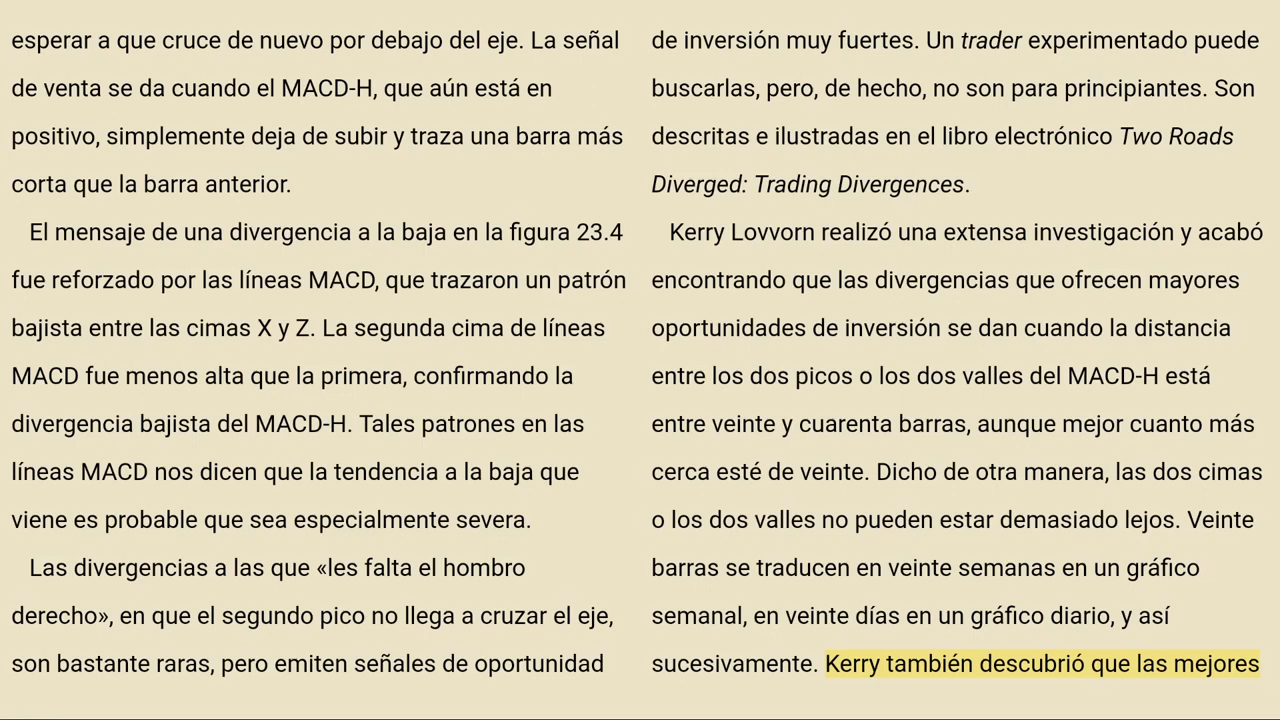 esperar a que cruce de nuevo por debajo del eje. La señal
de venta se da cuando el MACD-H, que aún está en
positivo, simplemente deja de subir y traza una barra más
corta que la barra anterior.
El mensaje de una divergencia a la baja en la figura 23.4
fue reforzado por las líneas MACD, que trazaron un patrón
bajista entre las cimas X y Z. La segunda cima de líneas
MACD fue menos alta que la primera, confirmando la
divergencia bajista del MACD-H. Tales patrones en las
líneas MACD nos dicen que la tendencia a la baja que
viene es probable que sea especialmente severa.
Las divergencias a las que «les falta el hombro
derecho», en que el segundo pico no llega a cruzar el eje,
son bastante raras, pero emiten señales de oportunidad
de inversión muy fuertes. Un trader experimentado puede
buscarlas, pero, de hecho, no son para principiantes. Son
descritas e ilustradas en el libro electrónico Two Roads
Diverged: Trading Divergences.
Kerry Lovvorn realizó una extensa investigación y acabó
encontrando que las divergencias que ofrecen mayores
oportunidades de inversión se dan cuando la distancia
entre los dos picos o los dos valles del MACD-H está
entre veinte y cuarenta barras, aunque mejor cuanto más
cerca esté de veinte. Dicho de otra manera, las dos cimas
o los dos valles no pueden estar demasiado lejos. Veinte
barras se traducen en veinte semanas en un gráfico
semanal, en veinte días en un gráfico diario, y así
sucesivamente. Kerry también descubrió que las mejores